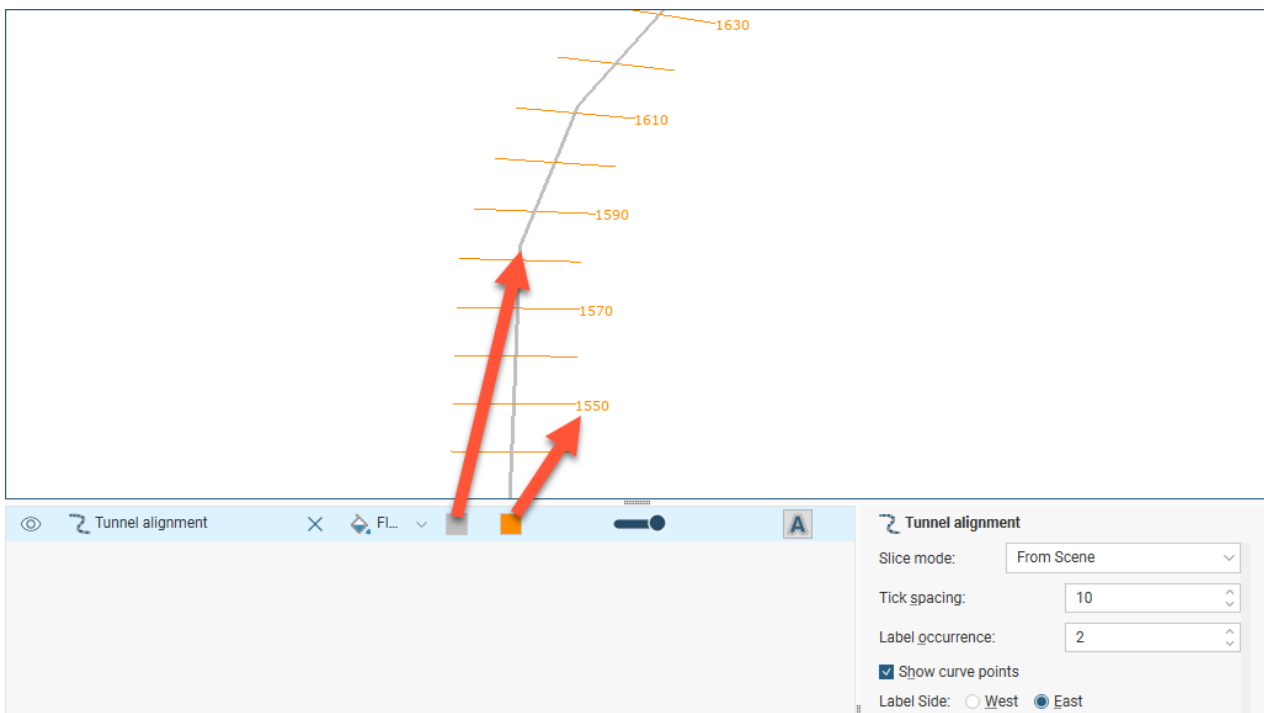 1630
1610
1590
1570
1550
Tunnel alignment
Fl...
A
Tunnel alignment
Slice mode: From Scene
Tick spacing: 10
Label occurrence: 2
Show curve points
Label Side: West East